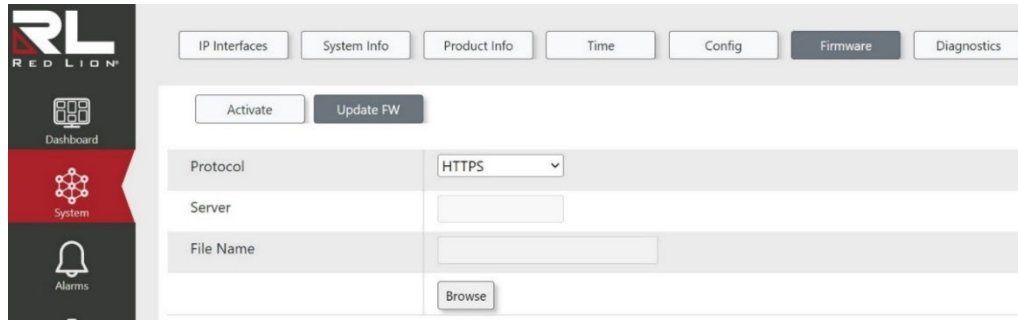 RL
RED LION®
IP Interfaces System Info Product Info Time Config Firmware Diagnostics
Dashboard
Activate Update FW
System
Protocol HTTPS
Server
File Name
Alarms
Browse